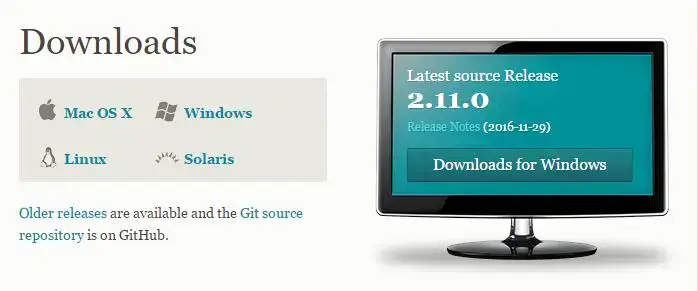 Downloads
Mac OS X
Windows
Linux
Solaris
Older releases are available and the Git source
repository is on GitHub.
Latest source Release
2.11.0
Release Notes (2016-11-29)
Downloads for Windows